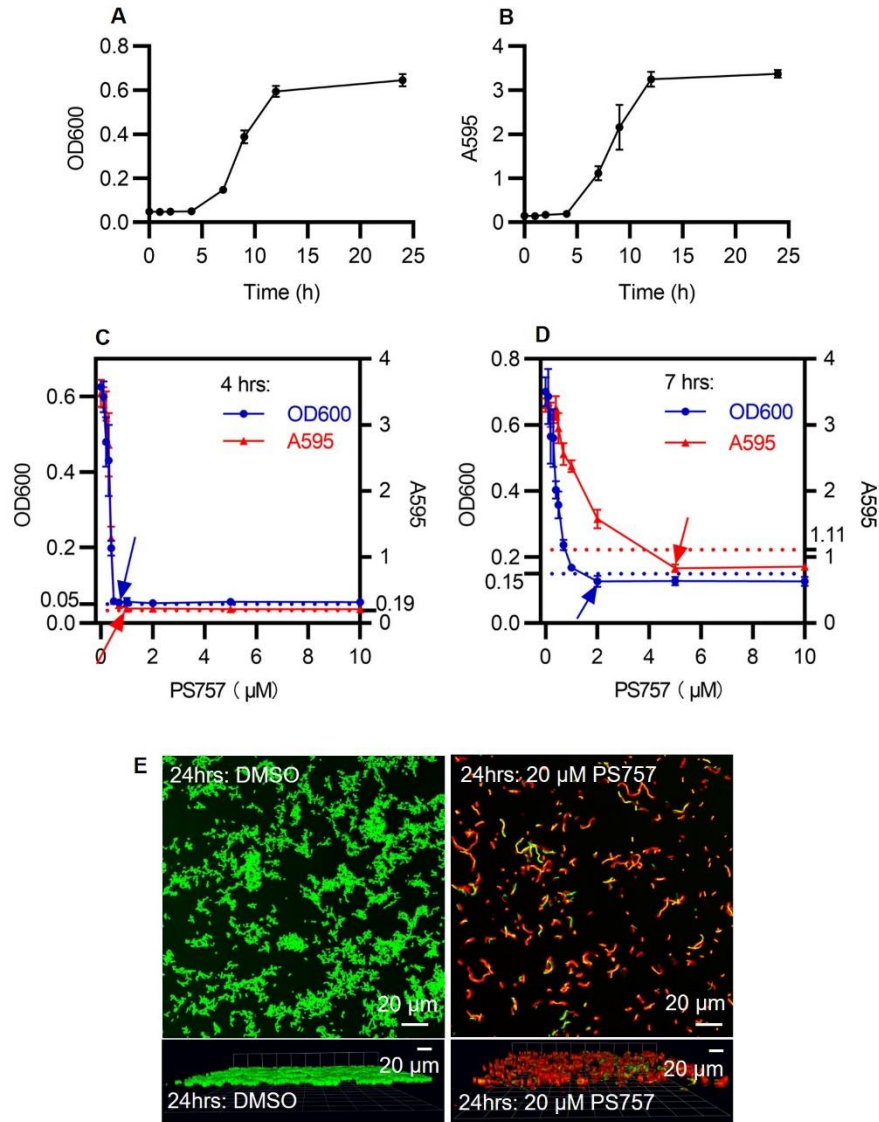 A
0.8
0.6
0.4
0.2
0.0
OD600
0 5 10 15 20 25
Time (h)
B
4
3
2
1
0
A595
0 5 10 15 20 25
Time (h)
C
0.6
0.4
0.2
0.05
0.0
OD600
4 hrs:
OD600
A595
4
3
2
1
0.19
0
A595
0 2 4 6 8 10
PS757 ( μM)
D
0.8
0.6
0.4
0.2
0.15
0.0
OD600
7 hrs:
OD600
A595
4
3
2
1.11
1
0
A595
0 2 4 6 8 10
PS757 ( μM)
E
24hrs: DMSO
20 μm
24hrs: 20 μM PS757
20 μm
20 μm
24hrs: DMSO
20 μm
24hrs: 20 μM PS757